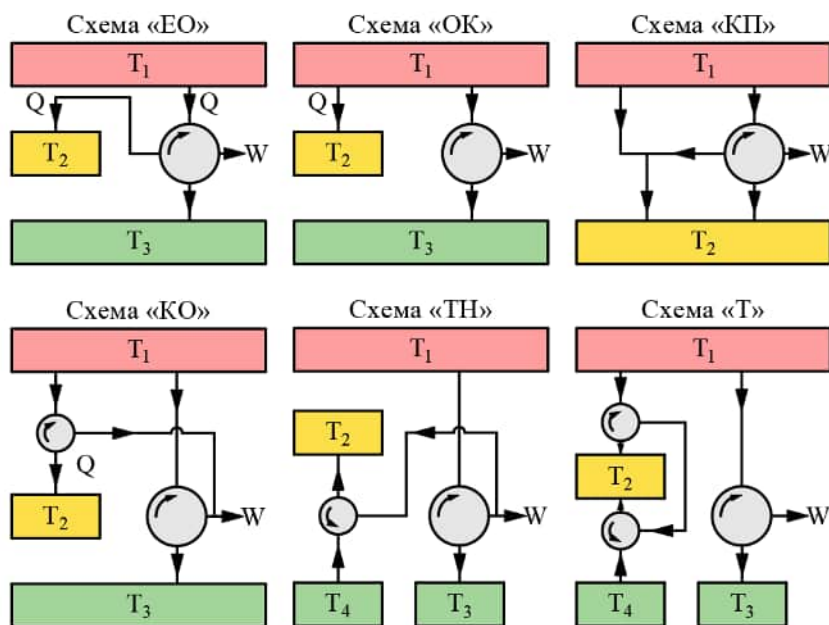 Схема «ЕО» Схема «ОК» Схема «КП»
T₁ T₁ T₁
Q Q Q
T₂ W T₂ W W
T₃ T₃ T₂
Схема «КО» Схема «ТН» Схема «Т»
T₁ T₁ T₁
T₂
Q T₂
T₂ W W W
T₃ T₄ T₃ T₄ T₃